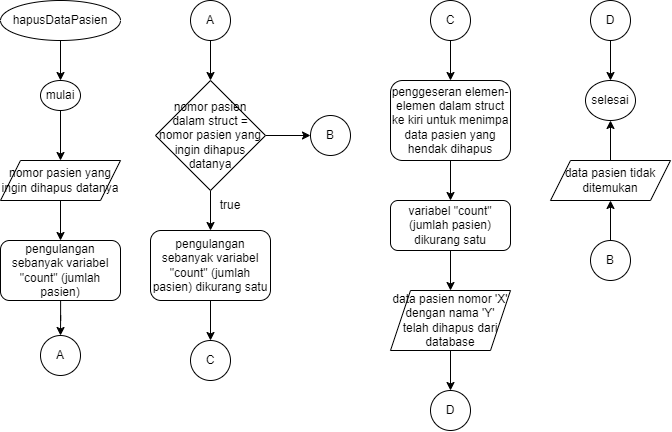 hapusDataPasien
mulai
nomor pasien yang
ingin dihapus datanya
pengulangan
sebanyak variabel
"count" (jumlah
pasien)
A
A
nomor pasien
dalam struct =
nomor pasien yang
ingin dihapus
datanya
B
true
pengulangan
sebanyak variabel
"count" (jumlah
pasien) dikurang satu
C
C
penggeseran elemen-
elemen dalam struct
ke kiri untuk menimpa
data pasien yang
hendak dihapus
variabel "count"
(jumlah pasien)
dikurang satu
data pasien nomor 'X'
dengan nama 'Y'
telah dihapus dari
database
D
D
selesai
data pasien tidak
ditemukan
B